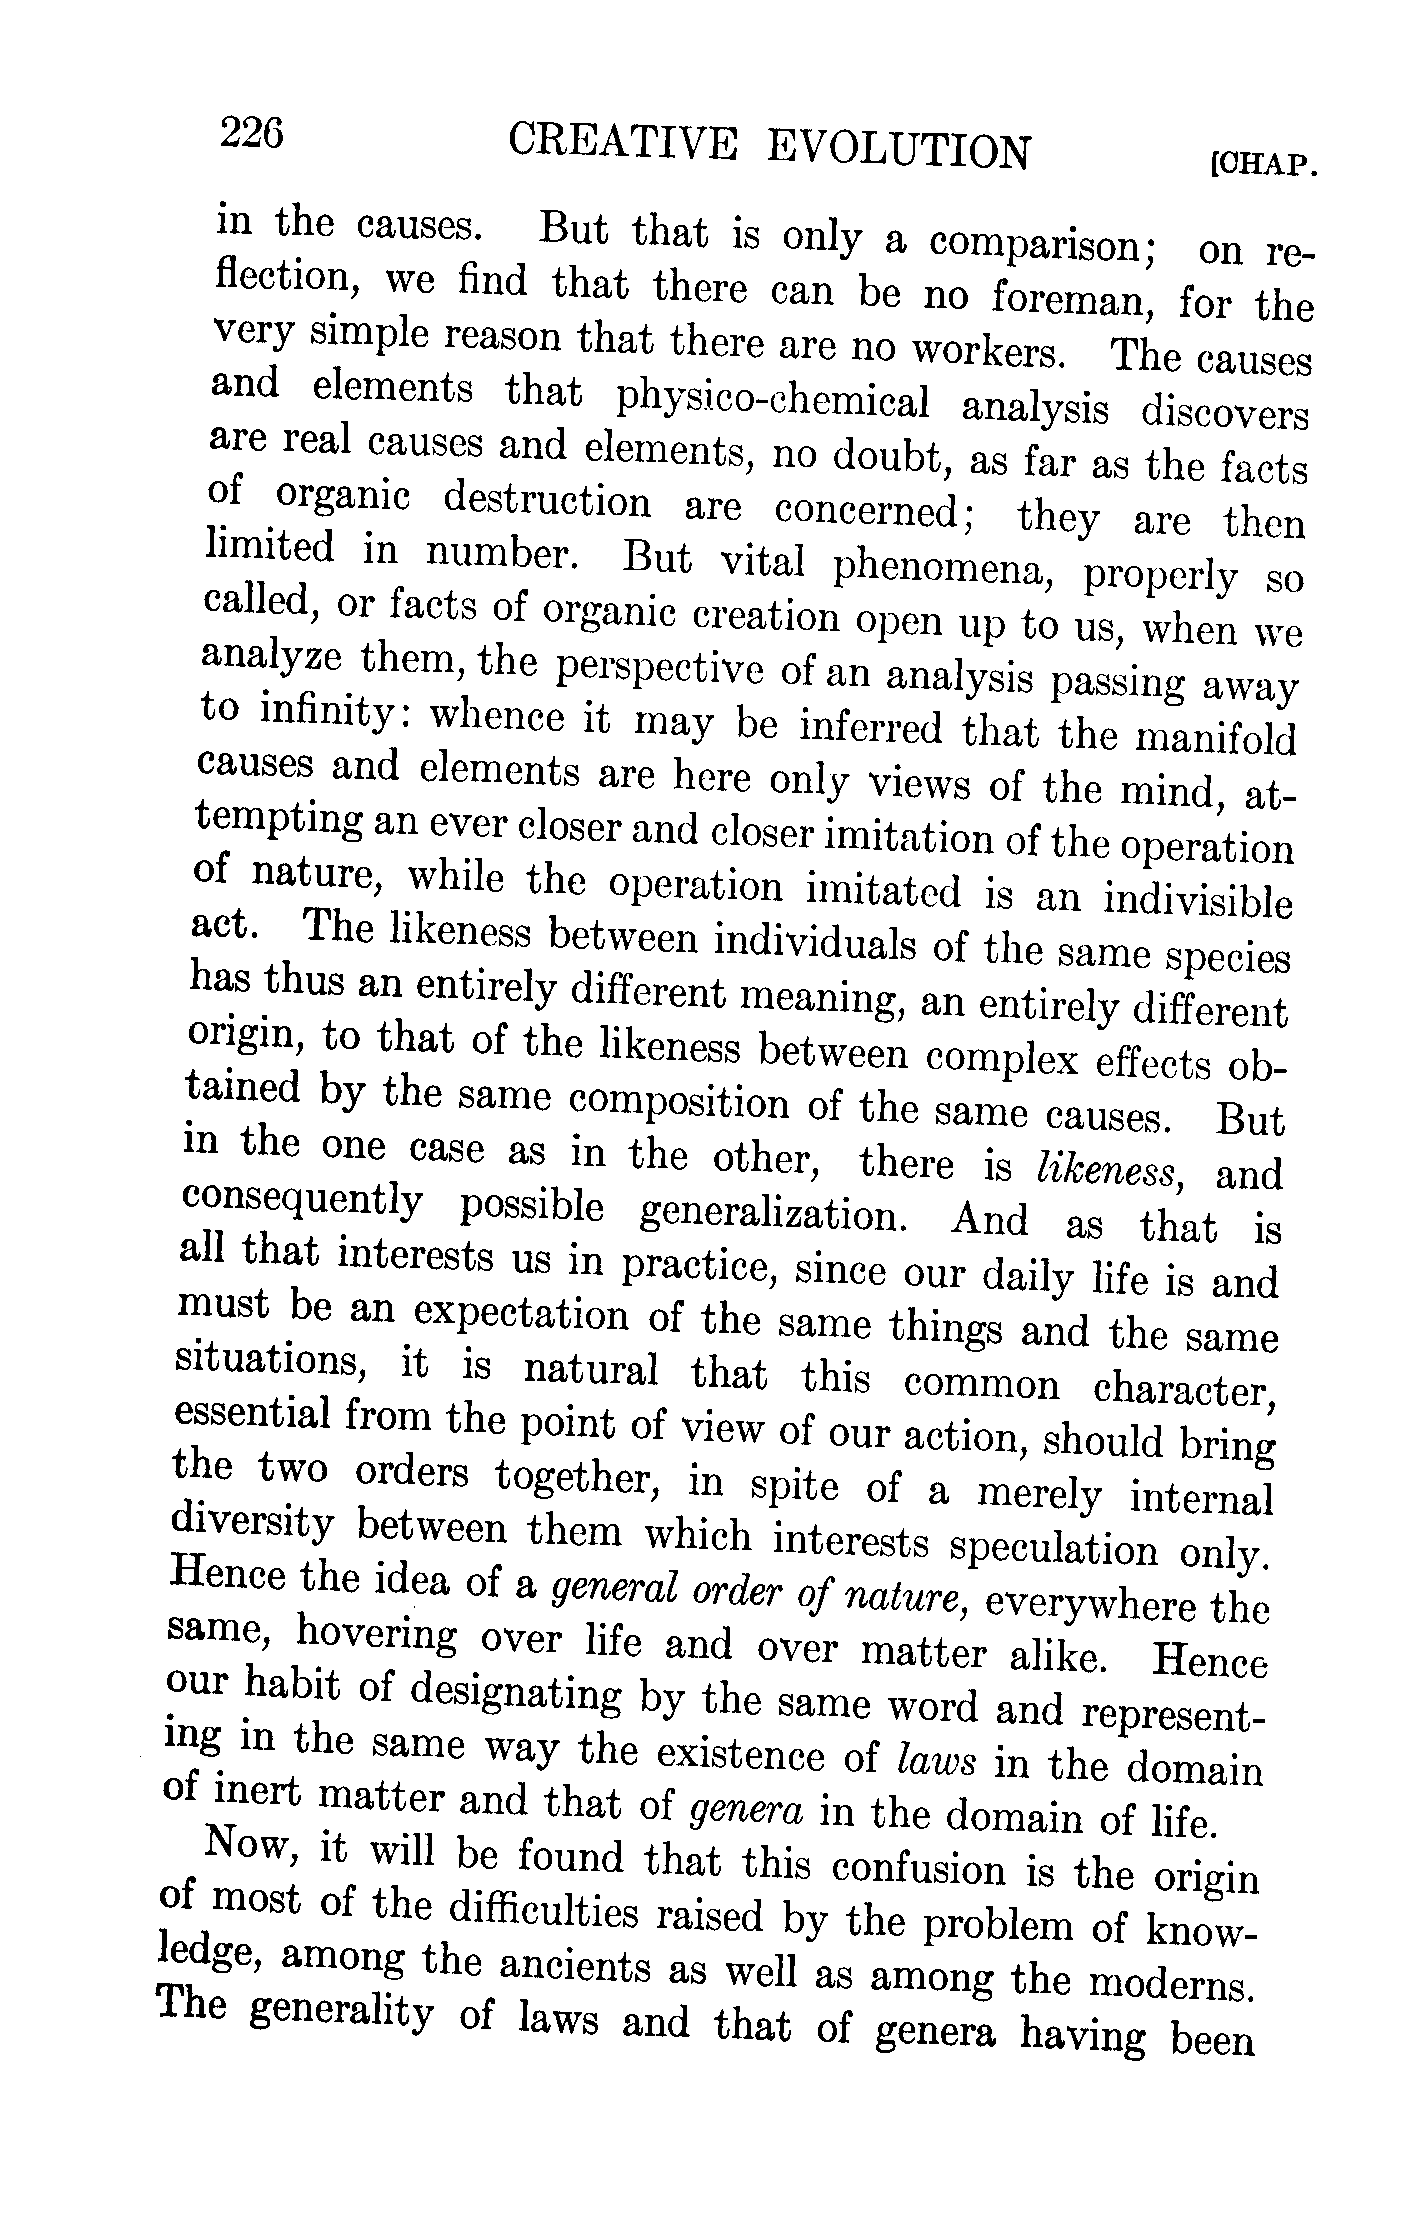 226 CREATIVE EVOLUTION [CHAP.
in the causes. But that is only a comparison; on re-
flection, we find that there can be no foreman, for the
very simple reason that there are no workers. The causes
and elements that physico-chemical analysis discovers
are real causes and elements, no doubt, as far as the facts
of organic destruction are concerned; they are then
limited in number. But vital phenomena, properly so
called, or facts of organic creation open up to us, when we
analyze them, the perspective of an analysis passing away
to infinity: whence it may be inferred that the manifold
causes and elements are here only views of the mind, at-
tempting an ever closer and closer imitation of the operation
of nature, while the operation imitated is an indivisible
act. The likeness between individuals of the same species
has thus an entirely different meaning, an entirely different
origin, to that of the likeness between complex effects ob-
tained by the same composition of the same causes. But
in the one case as in the other, there is likeness, and
consequently possible generalization. And as that is
all that interests us in practice, since our daily life is and
must be an expectation of the same things and the same
situations, it is natural that this common character,
essential from the point of view of our action, should bring
the two orders together, in spite of a merely internal
diversity between them which interests speculation only.
Hence the idea of a general order of nature, everywhere the
same, hovering over life and over matter alike. Hence
our habit of designating by the same word and represent-
ing in the same way the existence of laws in the domain
of inert matter and that of genera in the domain of life.
Now, it will be found that this confusion is the origin
of most of the difficulties raised by the problem of know-
ledge, among the ancients as well as among the moderns.
The generality of laws and that of genera having been